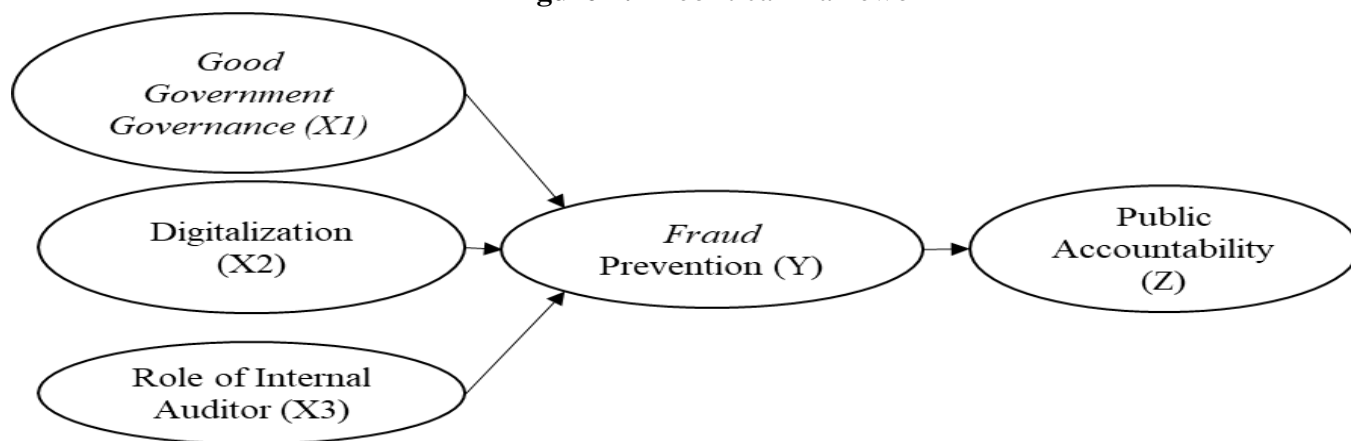 Good
Government
Governance (X1)
Digitalization
(X2)
Fraud
Prevention (Y)
Public
Accountability
(Z)
Role of Internal
Auditor (X3)